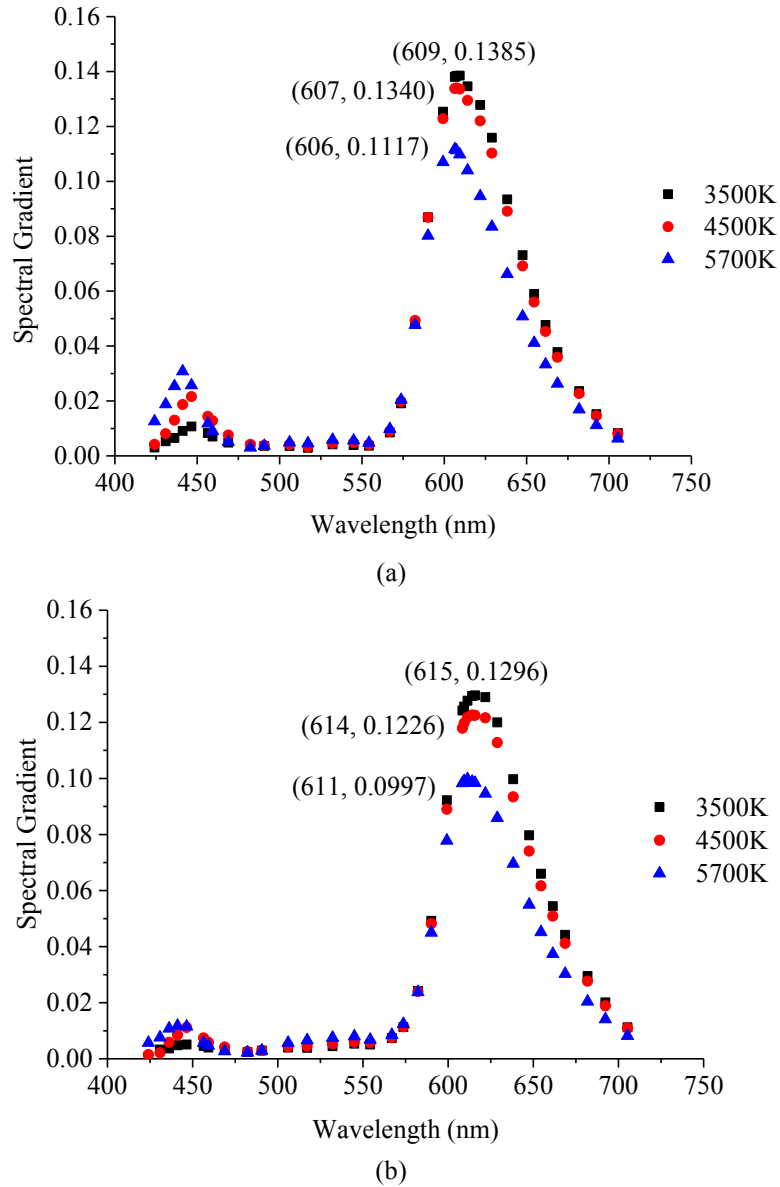 0.16
0.14
0.12
0.10
0.08
0.06
0.04
0.02
0.00
Spectral Gradient
(609, 0.1385)
(607, 0.1340)
(606, 0.1117)
3500K
4500K
5700K
400 450 500 550 600 650 700 750
Wavelength (nm)
(a)
0.16
0.14
0.12
0.10
0.08
0.06
0.04
0.02
0.00
Spectral Gradient
(615, 0.1296)
(614, 0.1226)
(611, 0.0997)
3500K
4500K
5700K
400 450 500 550 600 650 700 750
Wavelength (nm)
(b)